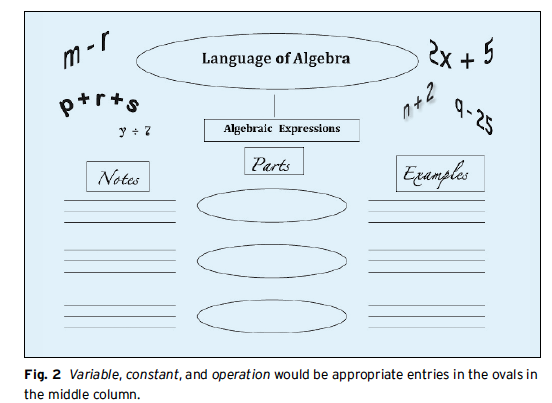 m - r
Language of Algebra
2x + 5
p + r + s
n + 2
9 - 25
y ÷ 7
Algebraic Expressions
Notes
Parts
Examples
Fig. 2 Variable, constant, and operation would be appropriate entries in the ovals in
the middle column.